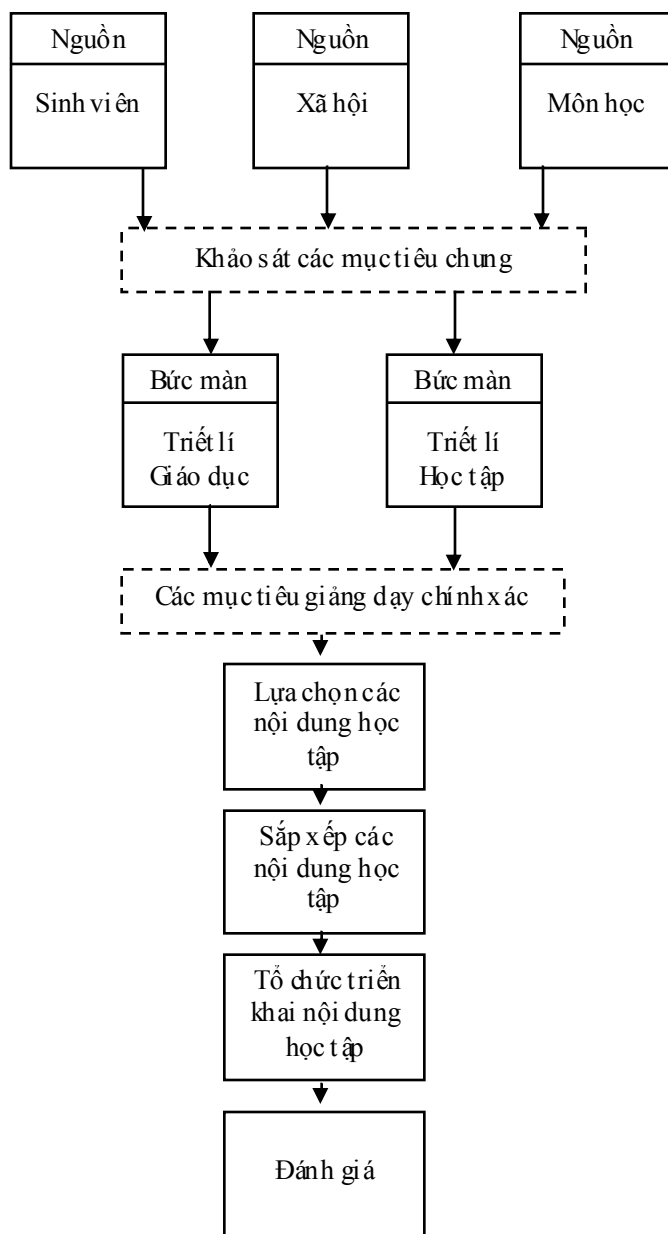 Nguồn
Sinh viên
Nguồn
Xã hội
Nguồn
Môn học
Khảo sát các mục tiêu chung
Bức màn
Triết lí
Giáo dục
Bức màn
Triết lí
Học tập
Các mục tiêu giảng dạy chính xác
Lựa chọn các
nội dung học
tập
Sắp xếp các
nội dung học
tập
Tổ chức triển
khai nội dung
học tập
Đánh giá